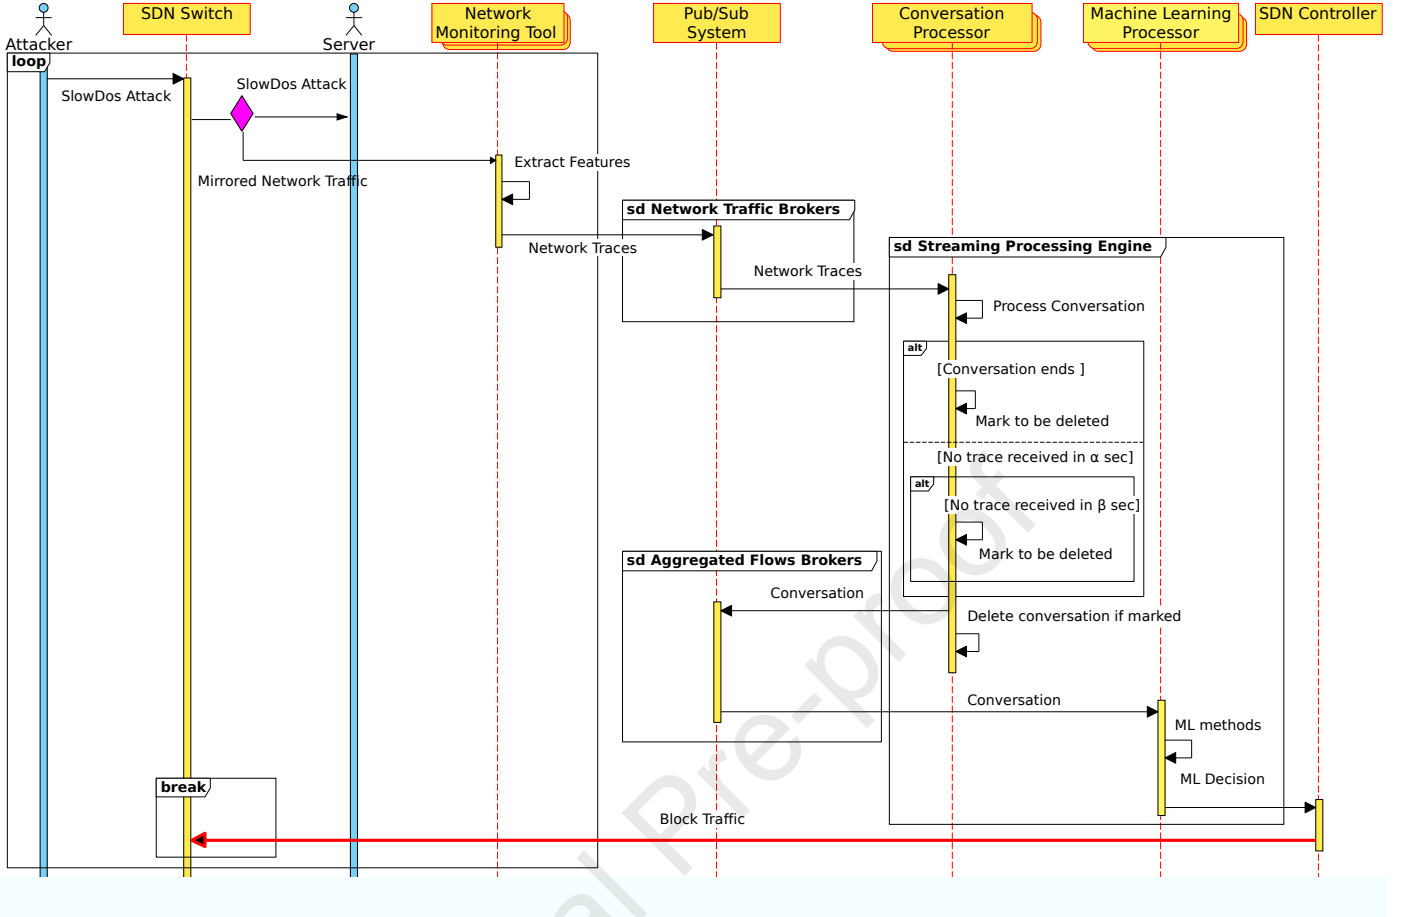 Attacker
SDN Switch
Server
Network
Monitoring Tool
Pub/Sub
System
Conversation
Processor
Machine Learning
Processor
SDN Controller
loop
SlowDos Attack
SlowDos Attack
Mirrored Network Traffic
Extract Features
sd Network Traffic Brokers
Network Traces
sd Streaming Processing Engine
Network Traces
Process Conversation
alt
[Conversation ends ]
Mark to be deleted
[No trace received in α sec]
alt
[No trace received in β sec]
Mark to be deleted
sd Aggregated Flows Brokers
Conversation
Delete conversation if marked
Conversation
ML methods
ML Decision
break
Block Traffic
Pre-proof